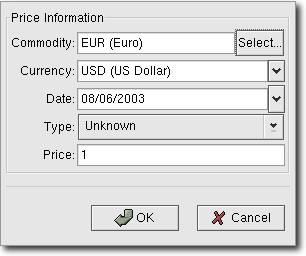 Price Information
Commodity: EUR (Euro) Select...
Currency: USD (US Dollar)
Date: 08/06/2003
Type: Unknown
Price: 1
OK Cancel